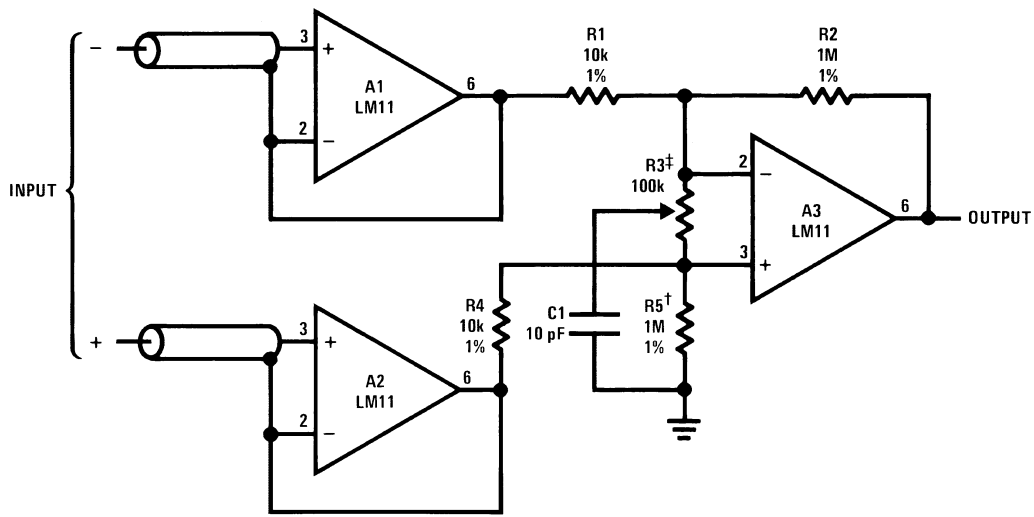 INPUT
−
3
+
A1
LM11
6
2
−
R1
10k
1%
R2
1M
1%
R3‡
100k
2
−
A3
LM11
6
OUTPUT
3
+
R4
10k
1%
C1
10 pF
R5†
1M
1%
+
3
+
A2
LM11
6
2
−